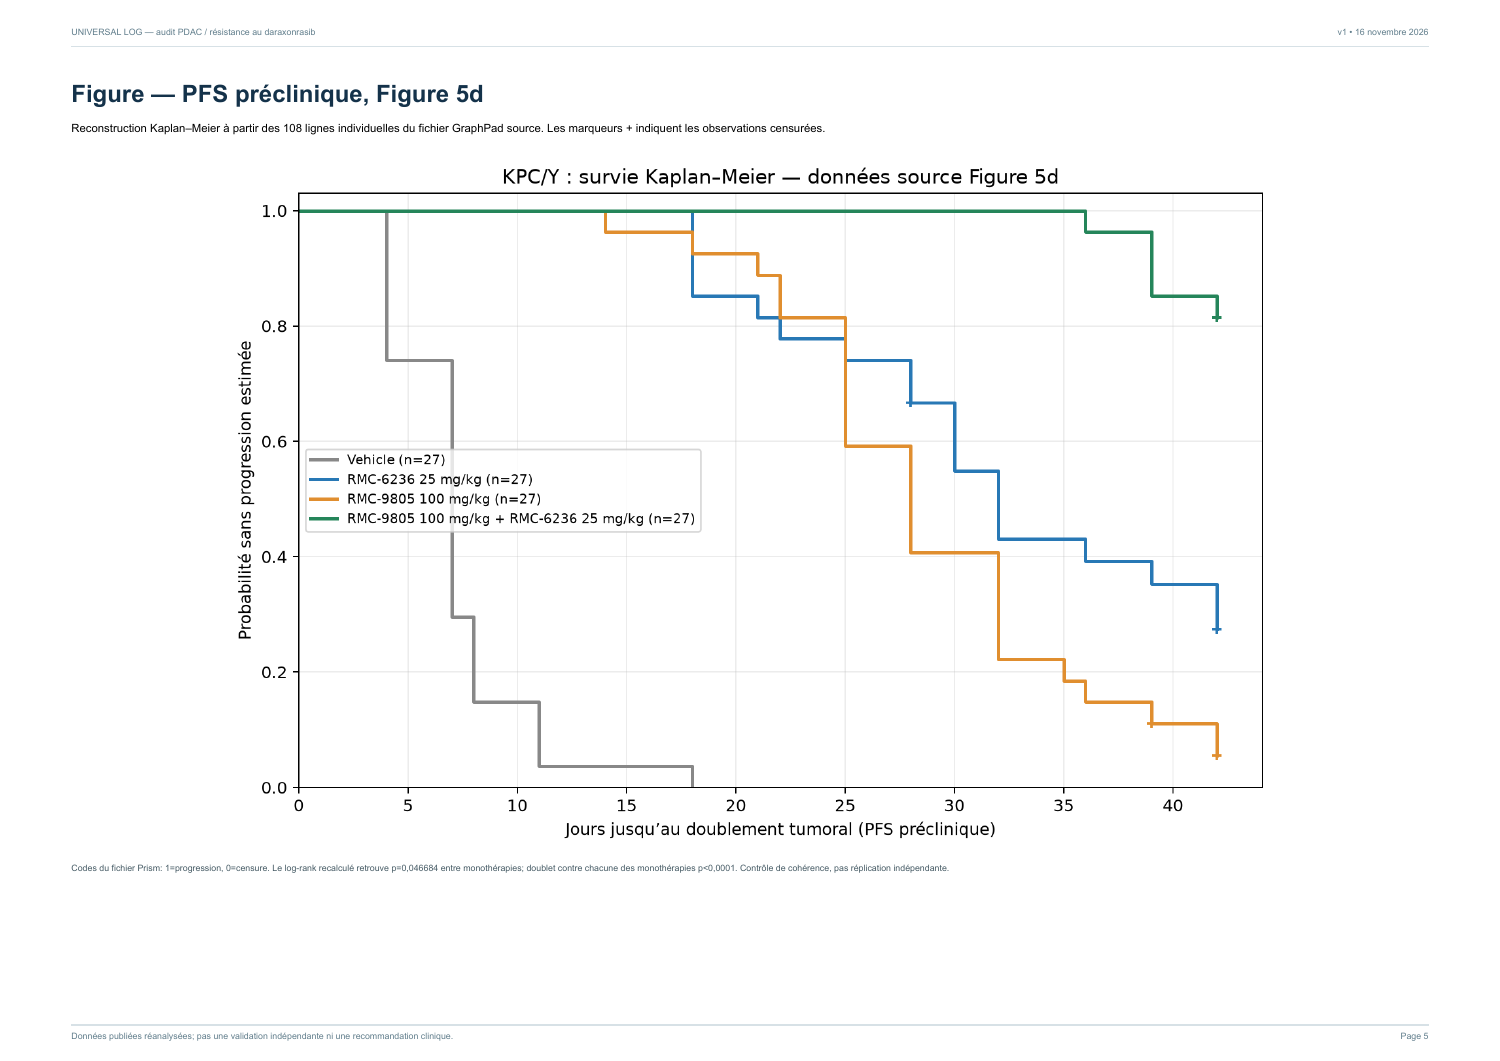 UNIVERSAL LOG — audit PDAC / résistance au daraxonrasib
v1 • 16 novembre 2026
Figure — PFS préclinique, Figure 5d
Reconstruction Kaplan–Meier à partir des 108 lignes individuelles du fichier GraphPad source. Les marqueurs + indiquent les observations censurées.
KPC/Y : survie Kaplan–Meier — données source Figure 5d
Probabilité sans progression estimée
1.0
0.8
0.6
0.4
0.2
0.0
Vehicle (n=27)
RMC-6236 25 mg/kg (n=27)
RMC-9805 100 mg/kg (n=27)
RMC-9805 100 mg/kg + RMC-6236 25 mg/kg (n=27)
0 5 10 15 20 25 30 35 40
Jours jusqu’au doublement tumoral (PFS préclinique)
Codes du fichier Prism: 1=progression, 0=censure. Le log-rank recalculé retrouve p=0,046684 entre monothérapies; doublet contre chacune des monothérapies p<0,0001. Contrôle de cohérence, pas réplication indépendante.
Données publiées réanalysées; pas une validation indépendante ni une recommandation clinique.
Page 5